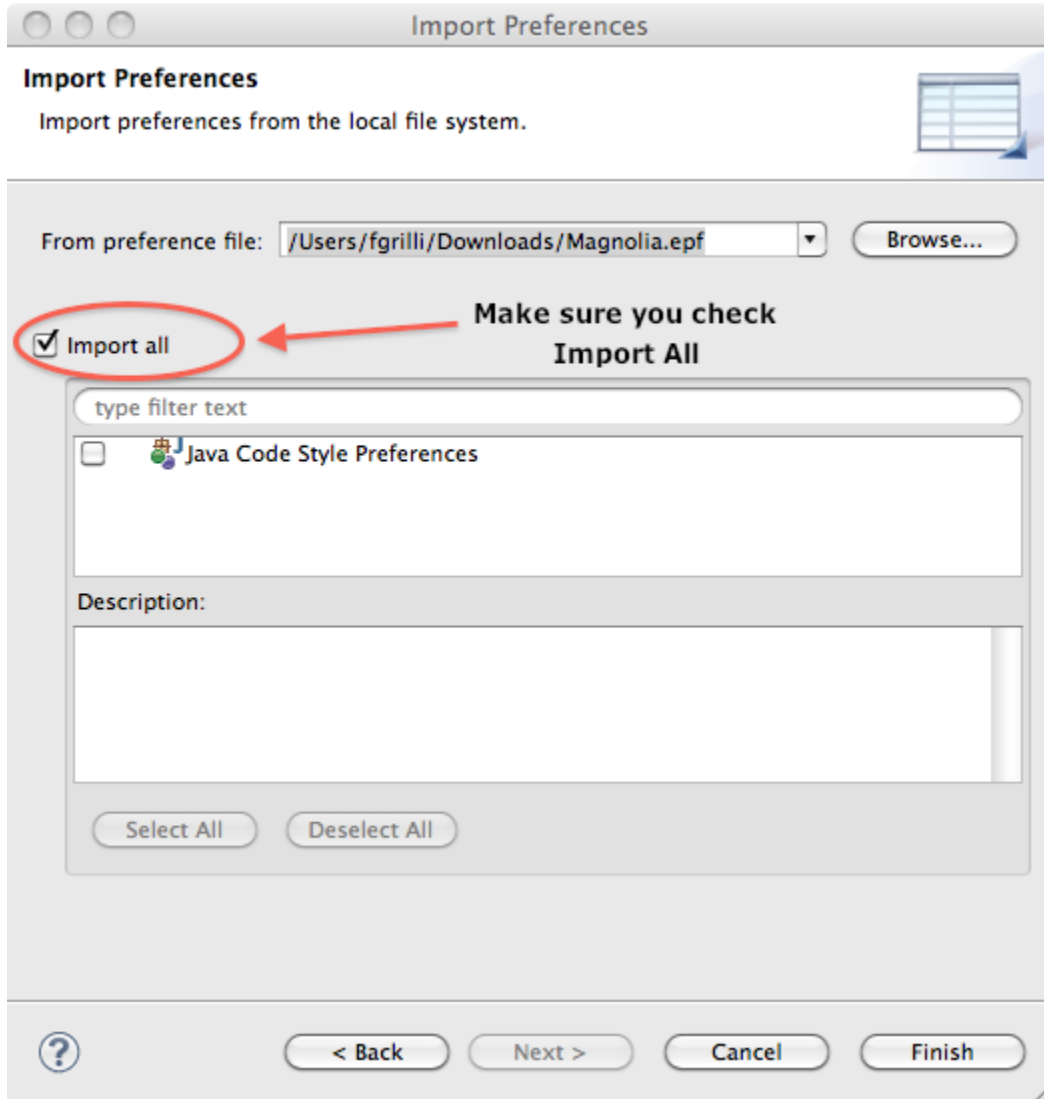 Import Preferences
Import Preferences
Import preferences from the local file system.
From preference file: /Users/fgrilli/Downloads/Magnolia.epf Browse...
Make sure you check
Import All
Import all
type filter text
Java Code Style Preferences
Description:
Select All Deselect All
? < Back Next > Cancel Finish